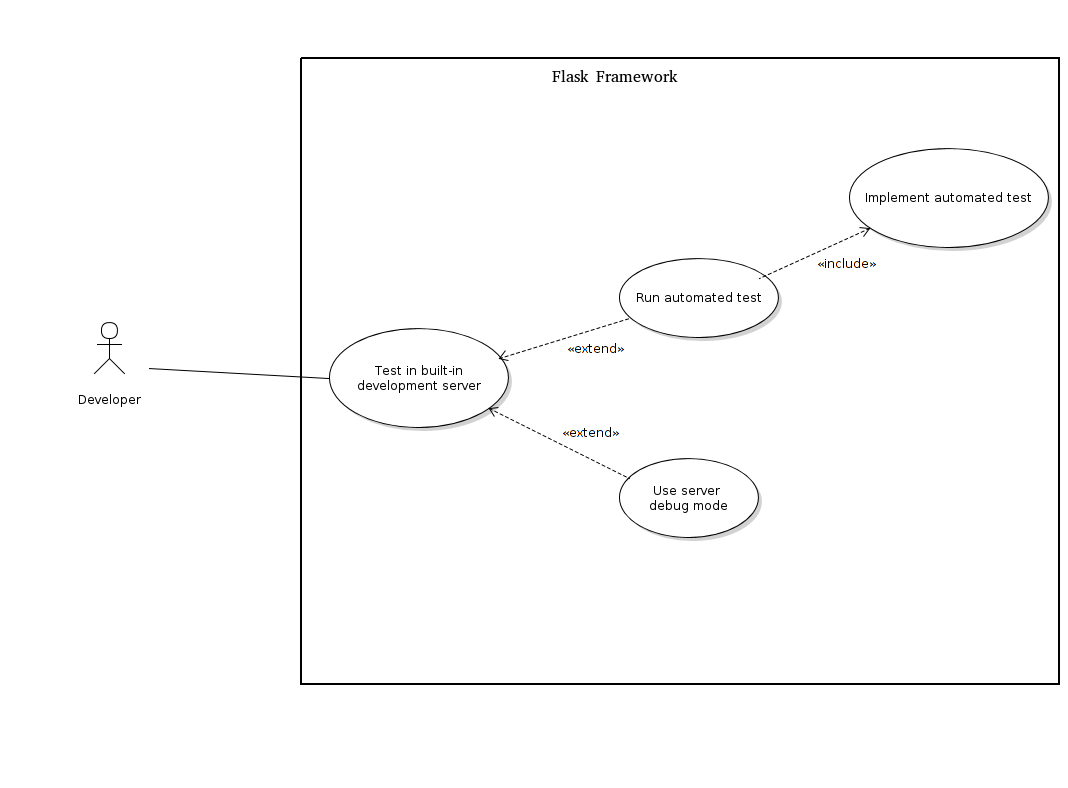 Flask Framework
Implement automated test
«include»
Run automated test
«extend»
Test in built-in
development server
Developer
«extend»
Use server
debug mode